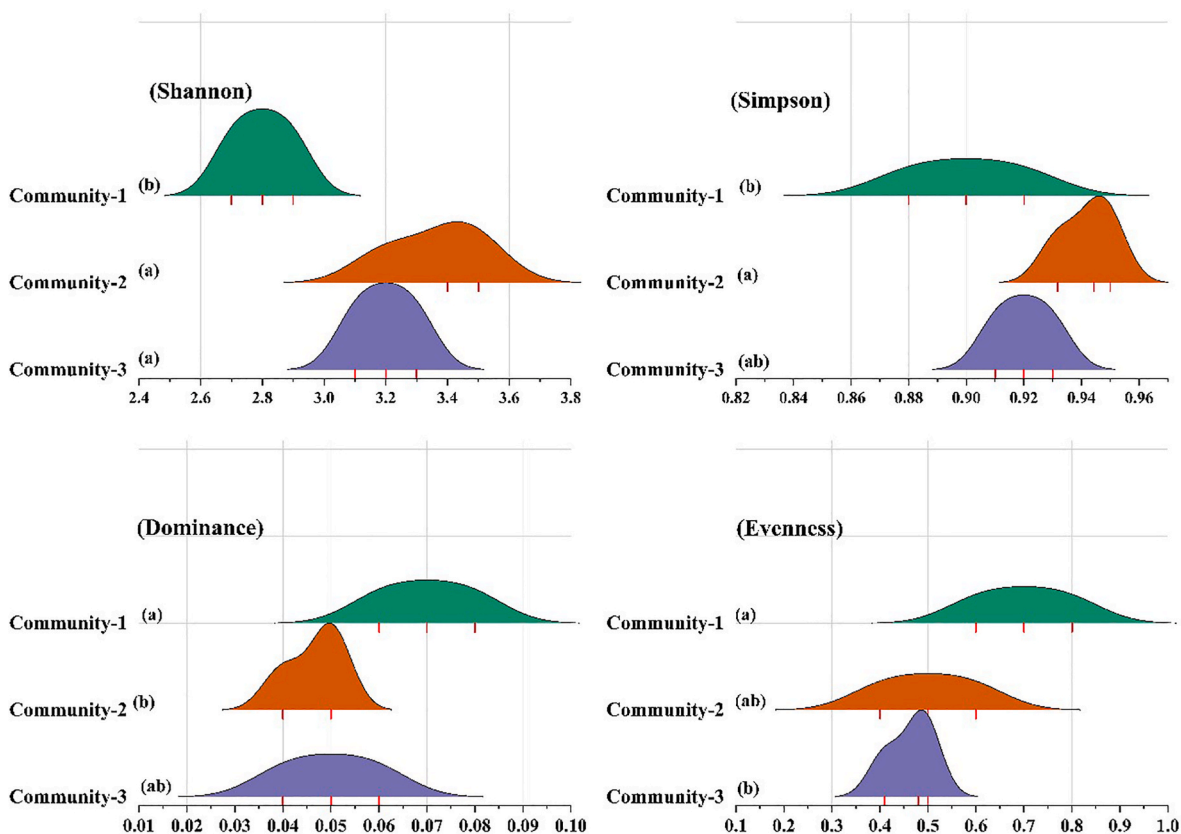 (Shannon)
Community-1 (b)
Community-2 (a)
Community-3 (a)
2.4 2.6 2.8 3.0 3.2 3.4 3.6 3.8
(Simpson)
Community-1 (b)
Community-2 (a)
Community-3 (ab)
0.82 0.84 0.86 0.88 0.90 0.92 0.94 0.96
(Dominance)
Community-1 (a)
Community-2 (b)
Community-3 (ab)
0.01 0.02 0.03 0.04 0.05 0.06 0.07 0.08 0.09 0.10
(Evenness)
Community-1 (a)
Community-2 (ab)
Community-3 (b)
0.1 0.2 0.3 0.4 0.5 0.6 0.7 0.8 0.9 1.0